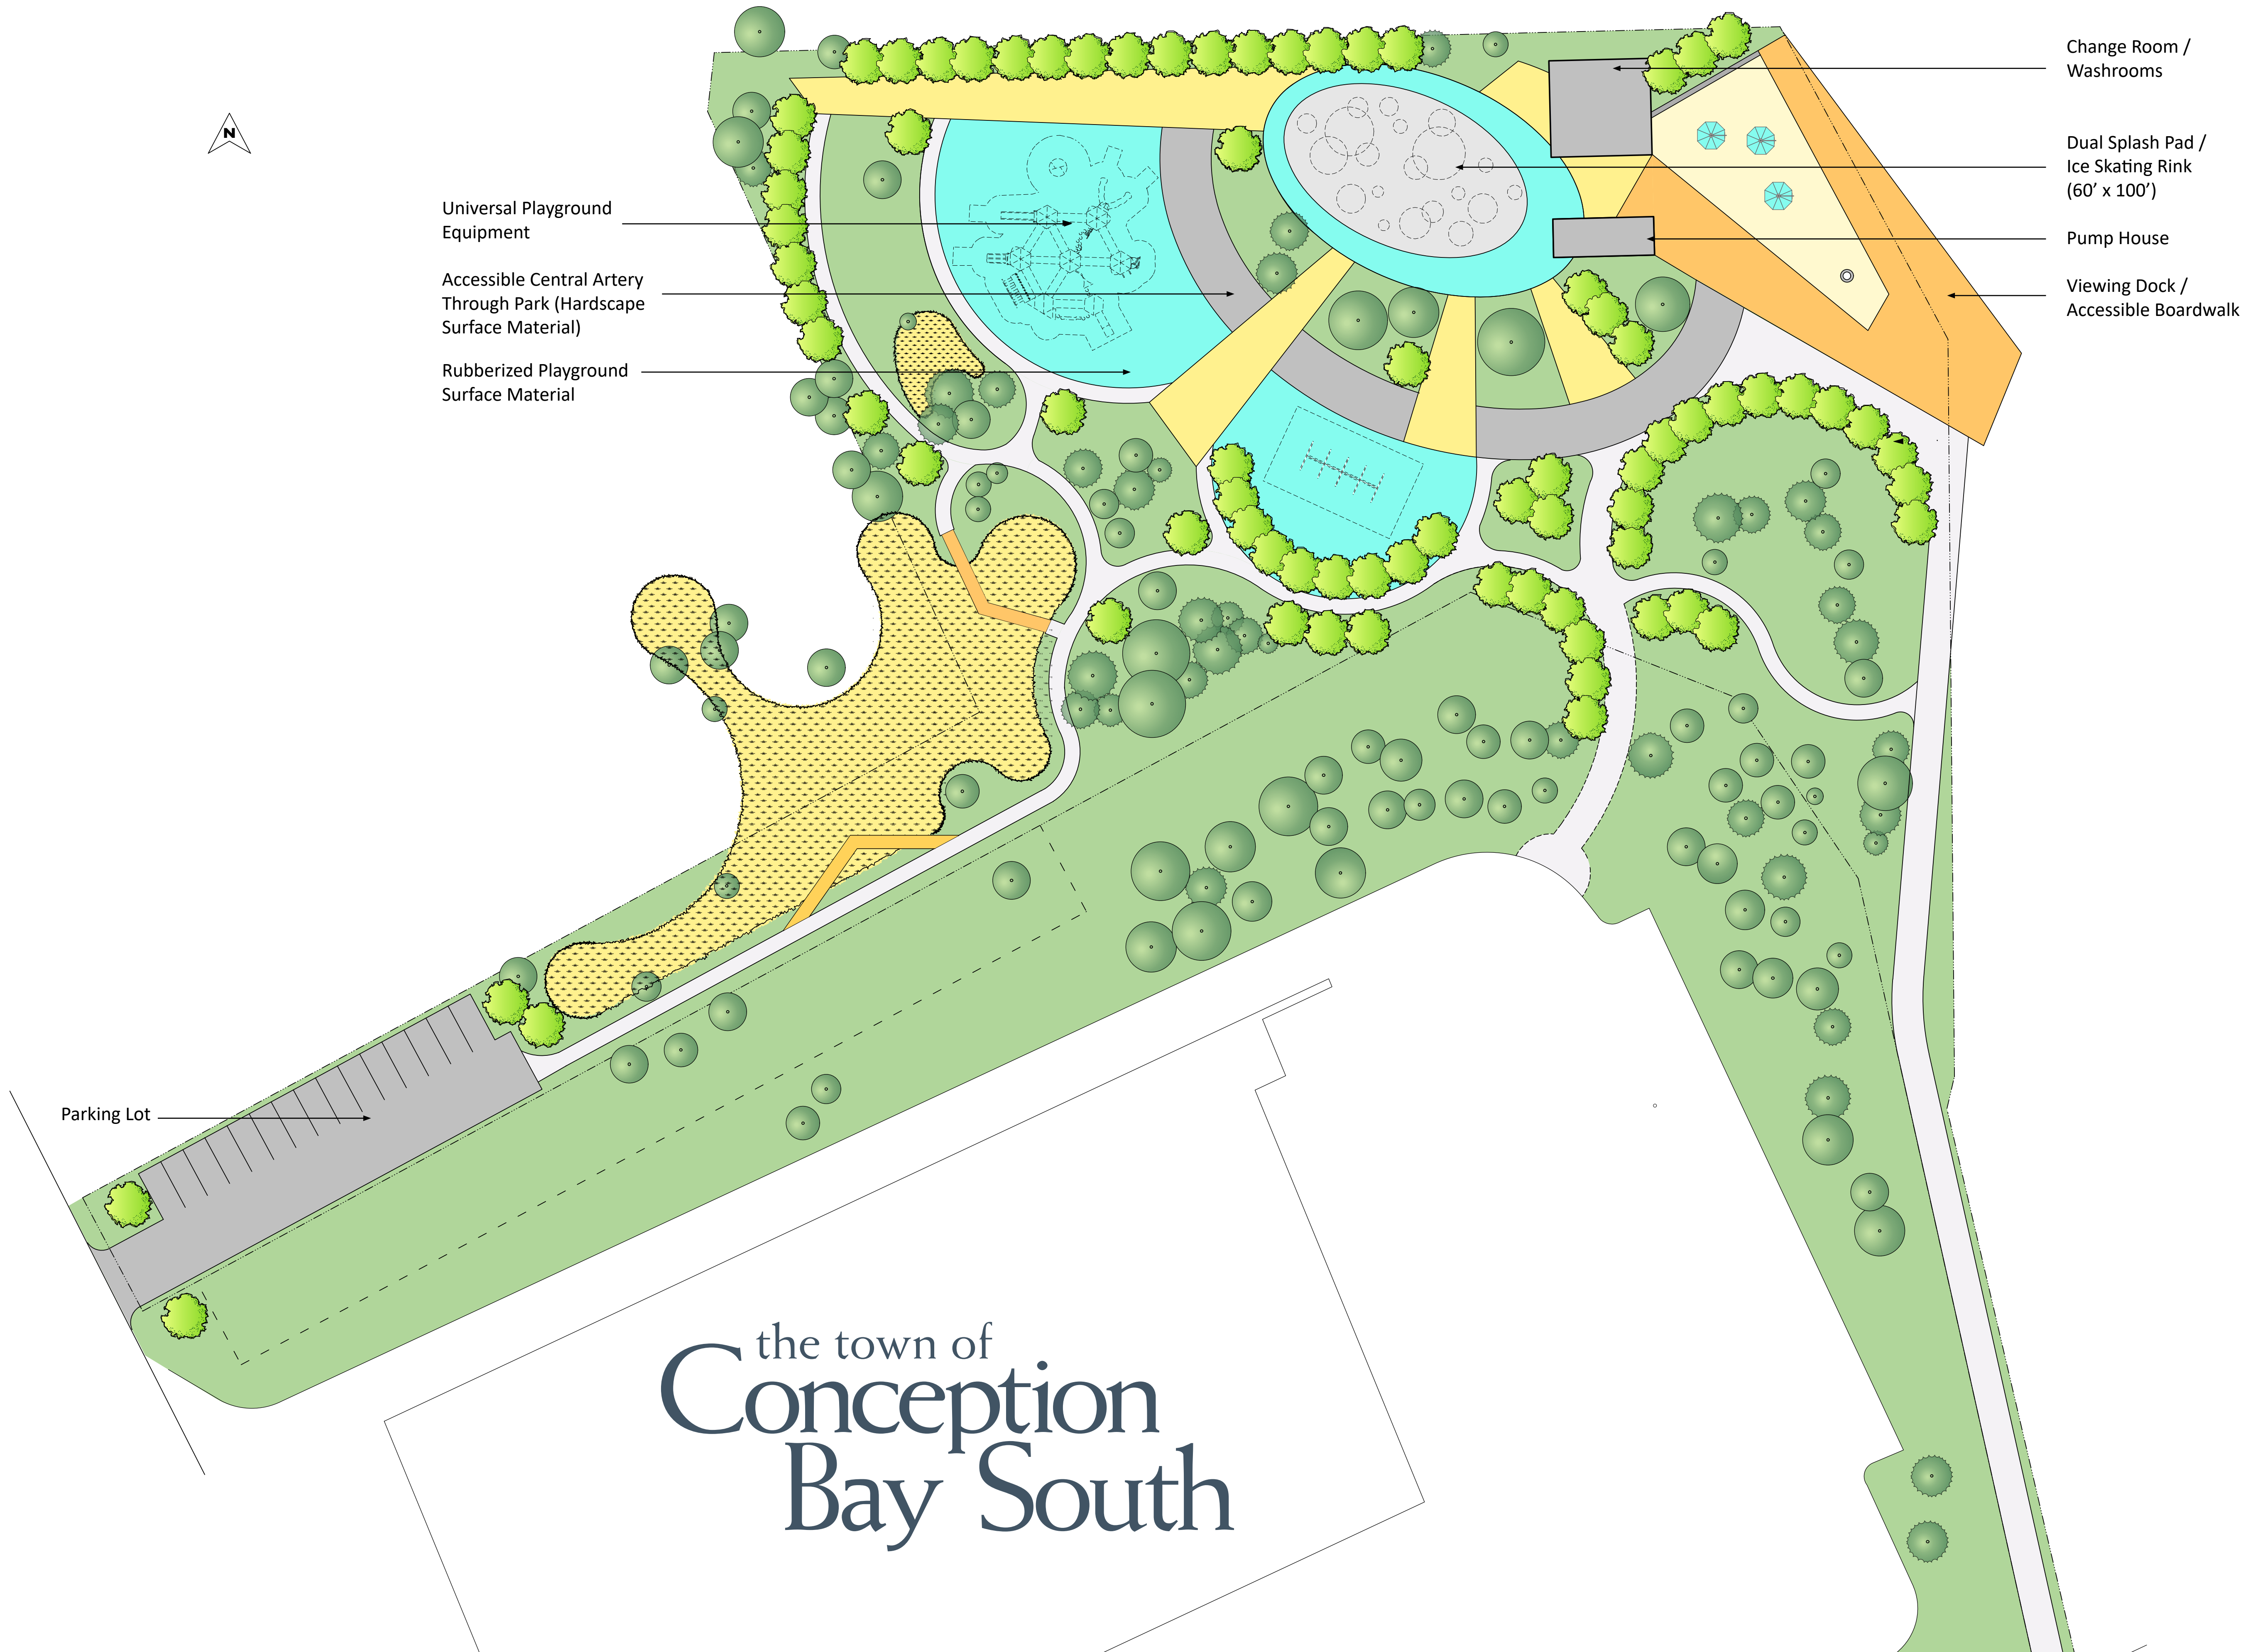 N
Change Room /
Washrooms
Dual Splash Pad /
Ice Skating Rink
(60’ x 100’)
Pump House
Viewing Dock /
Accessible Boardwalk
Universal Playground
Equipment
Accessible Central Artery
Through Park (Hardscape
Surface Material)
Rubberized Playground
Surface Material
Parking Lot
the town of
Conception
Bay South